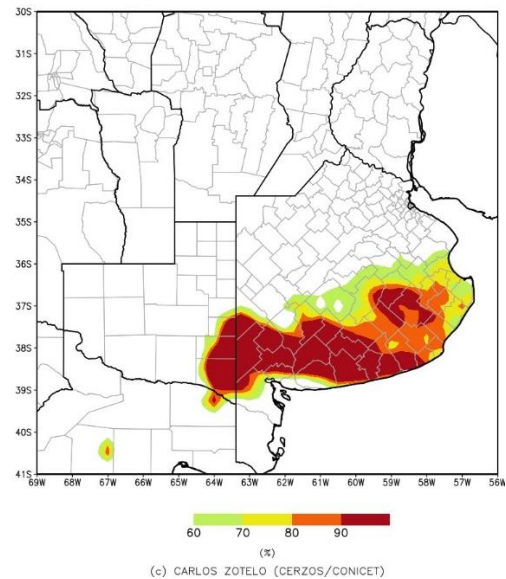 30S
31S
32S
33S
34S
35S
36S
37S
38S
39S
40S
41S
69W 68W 67W 66W 65W 64W 63W 62W 61W 60W 59W 58W 57W 56W
60 70 80 90
(%)
(c) CARLOS ZOTELO (CERZOS/CONICET)